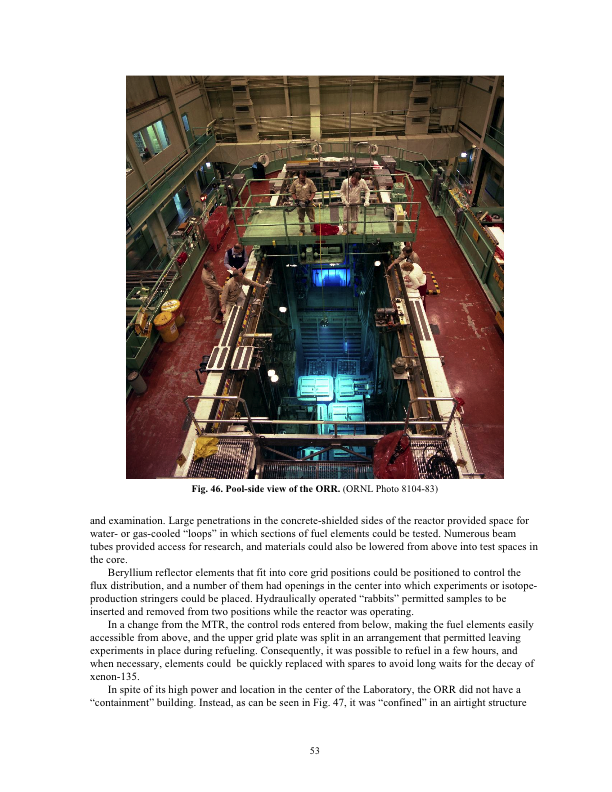 Fig. 46. Pool-side view of the ORR. (ORNL Photo 8104-83)
and examination. Large penetrations in the concrete-shielded sides of the reactor provided space for
water- or gas-cooled “loops” in which sections of fuel elements could be tested. Numerous beam
tubes provided access for research, and materials could also be lowered from above into test spaces in
the core.
Beryllium reflector elements that fit into core grid positions could be positioned to control the
flux distribution, and a number of them had openings in the center into which experiments or isotope-
production stringers could be placed. Hydraulically operated “rabbits” permitted samples to be
inserted and removed from two positions while the reactor was operating.
In a change from the MTR, the control rods entered from below, making the fuel elements easily
accessible from above, and the upper grid plate was split in an arrangement that permitted leaving
experiments in place during refueling. Consequently, it was possible to refuel in a few hours, and
when necessary, elements could be quickly replaced with spares to avoid long waits for the decay of
xenon-135.
In spite of its high power and location in the center of the Laboratory, the ORR did not have a
“containment” building. Instead, as can be seen in Fig. 47, it was “confined” in an airtight structure
53